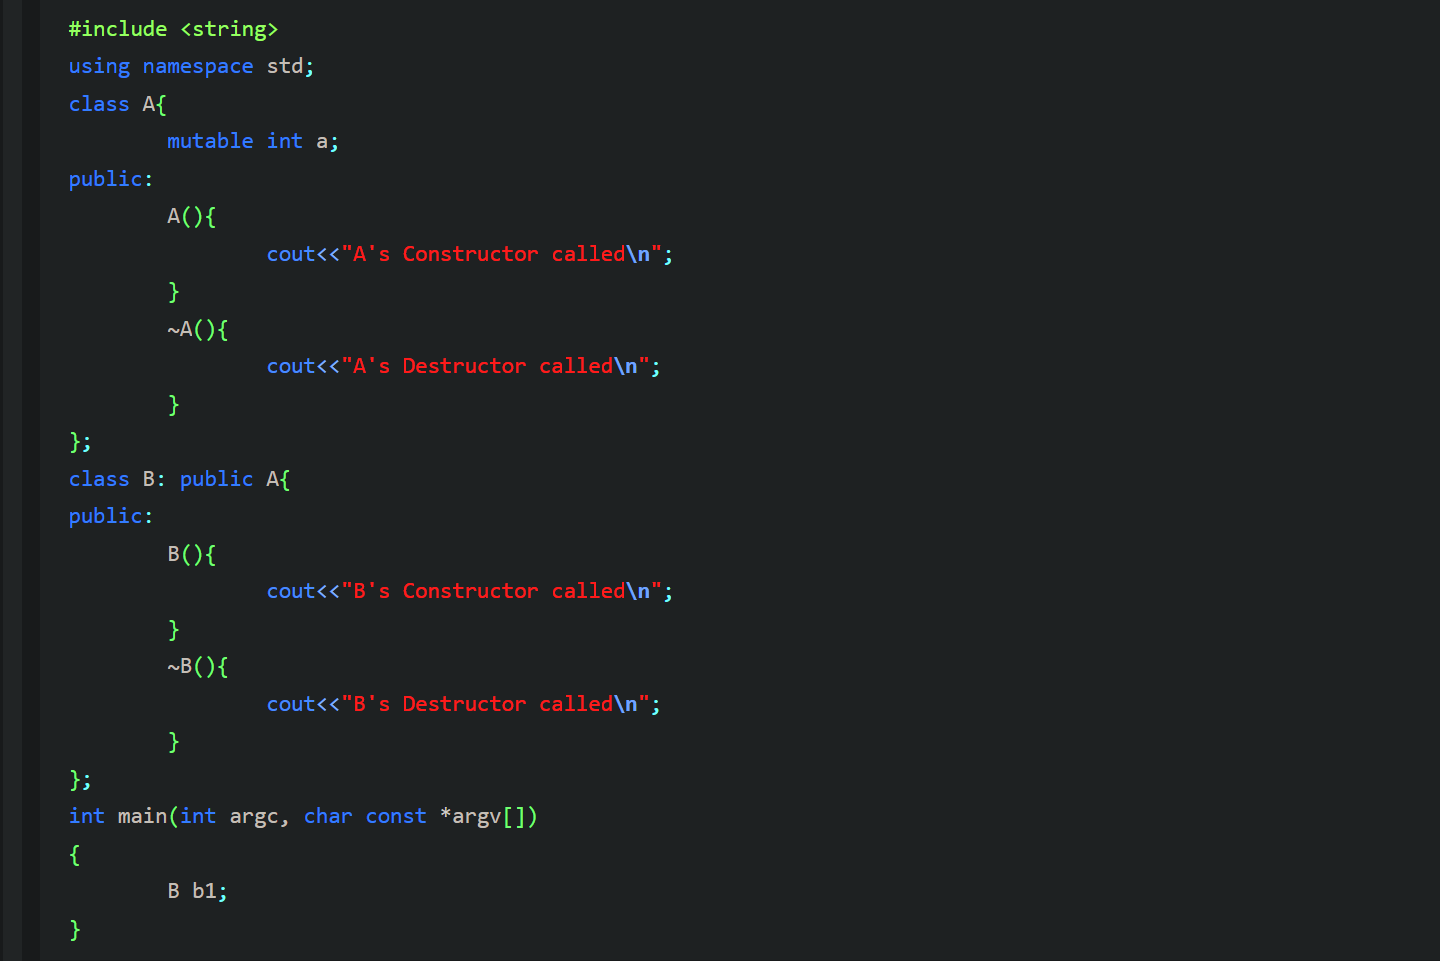 #include <string>
using namespace std;
class A{
        mutable int a;
public:
        A(){
                cout<<"A's Constructor called\n";
        }
        ~A(){
                cout<<"A's Destructor called\n";
        }
};
class B: public A{
public:
        B(){
                cout<<"B's Constructor called\n";
        }
        ~B(){
                cout<<"B's Destructor called\n";
        }
};
int main(int argc, char const *argv[])
{
        B b1;
}